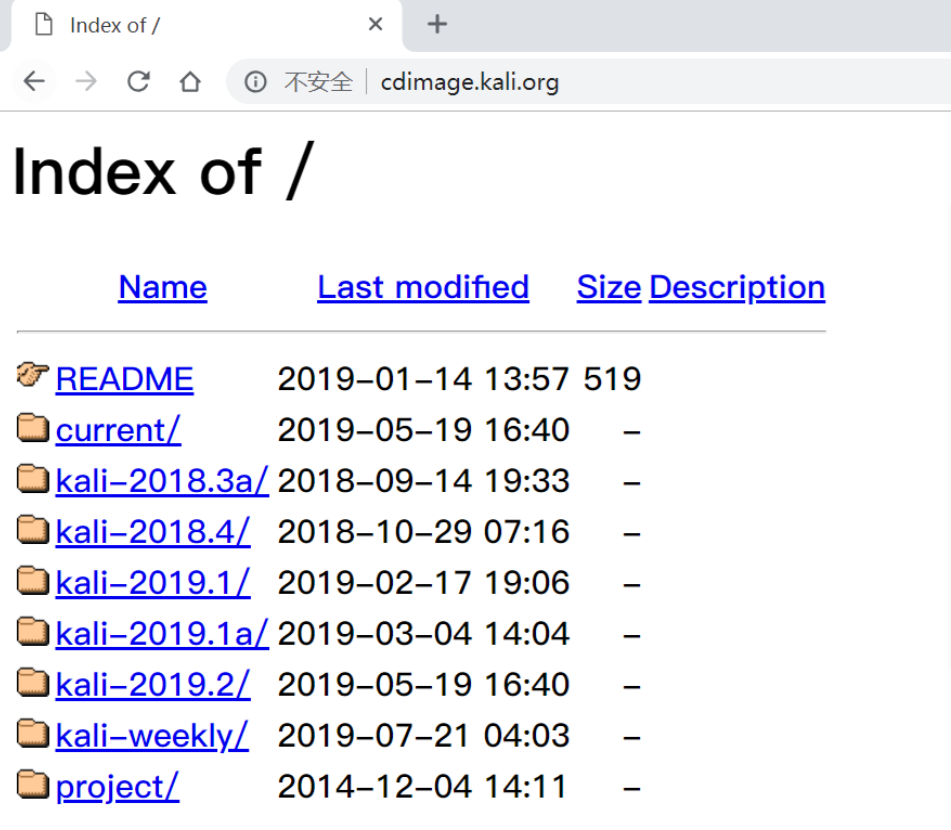 Index of /
不安全 cdimage.kali.org
Index of /
Name Last modified Size Description
README 2019-01-14 13:57 519
current/ 2019-05-19 16:40 -
kali-2018.3a/ 2018-09-14 19:33 -
kali-2018.4/ 2018-10-29 07:16 -
kali-2019.1/ 2019-02-17 19:06 -
kali-2019.1a/ 2019-03-04 14:04 -
kali-2019.2/ 2019-05-19 16:40 -
kali-weekly/ 2019-07-21 04:03 -
project/ 2014-12-04 14:11 -